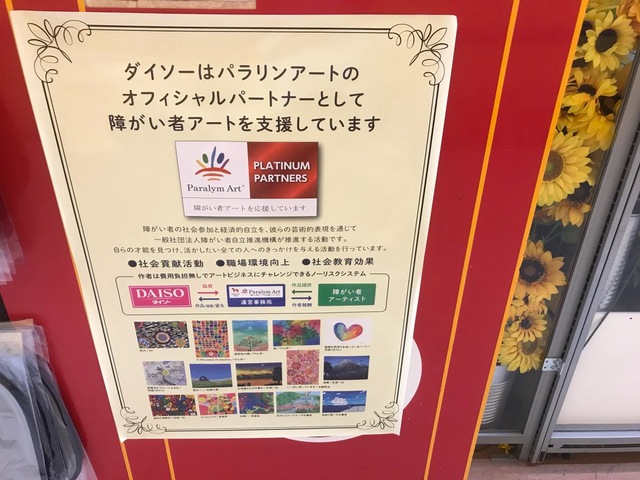 ダイソーはパラリンアートの
オフィシャルパートナーとして
障がい者アートを支援しています
Paralym Art
PLATINUM
PARTNERS
障がい者アートを応援しています
障がい者の社会参加と経済的自立を、彼らの芸術的表現を通じて
一般社団法人障がい者自立推進機構が推進する活動です。
自らの才能を見つけ、活かしたい全ての人へのきっかけを与える活動を行っています。
●社会貢献活動 ●職場環境向上 ●社会教育効果
作者は費用負担無しでアートビジネスにチャレンジできるノーリスクシステム
DAISO
ダイソー
協賛
Paralym Art
運営事務局
作品提供
作者報酬
障がい者
アーティスト